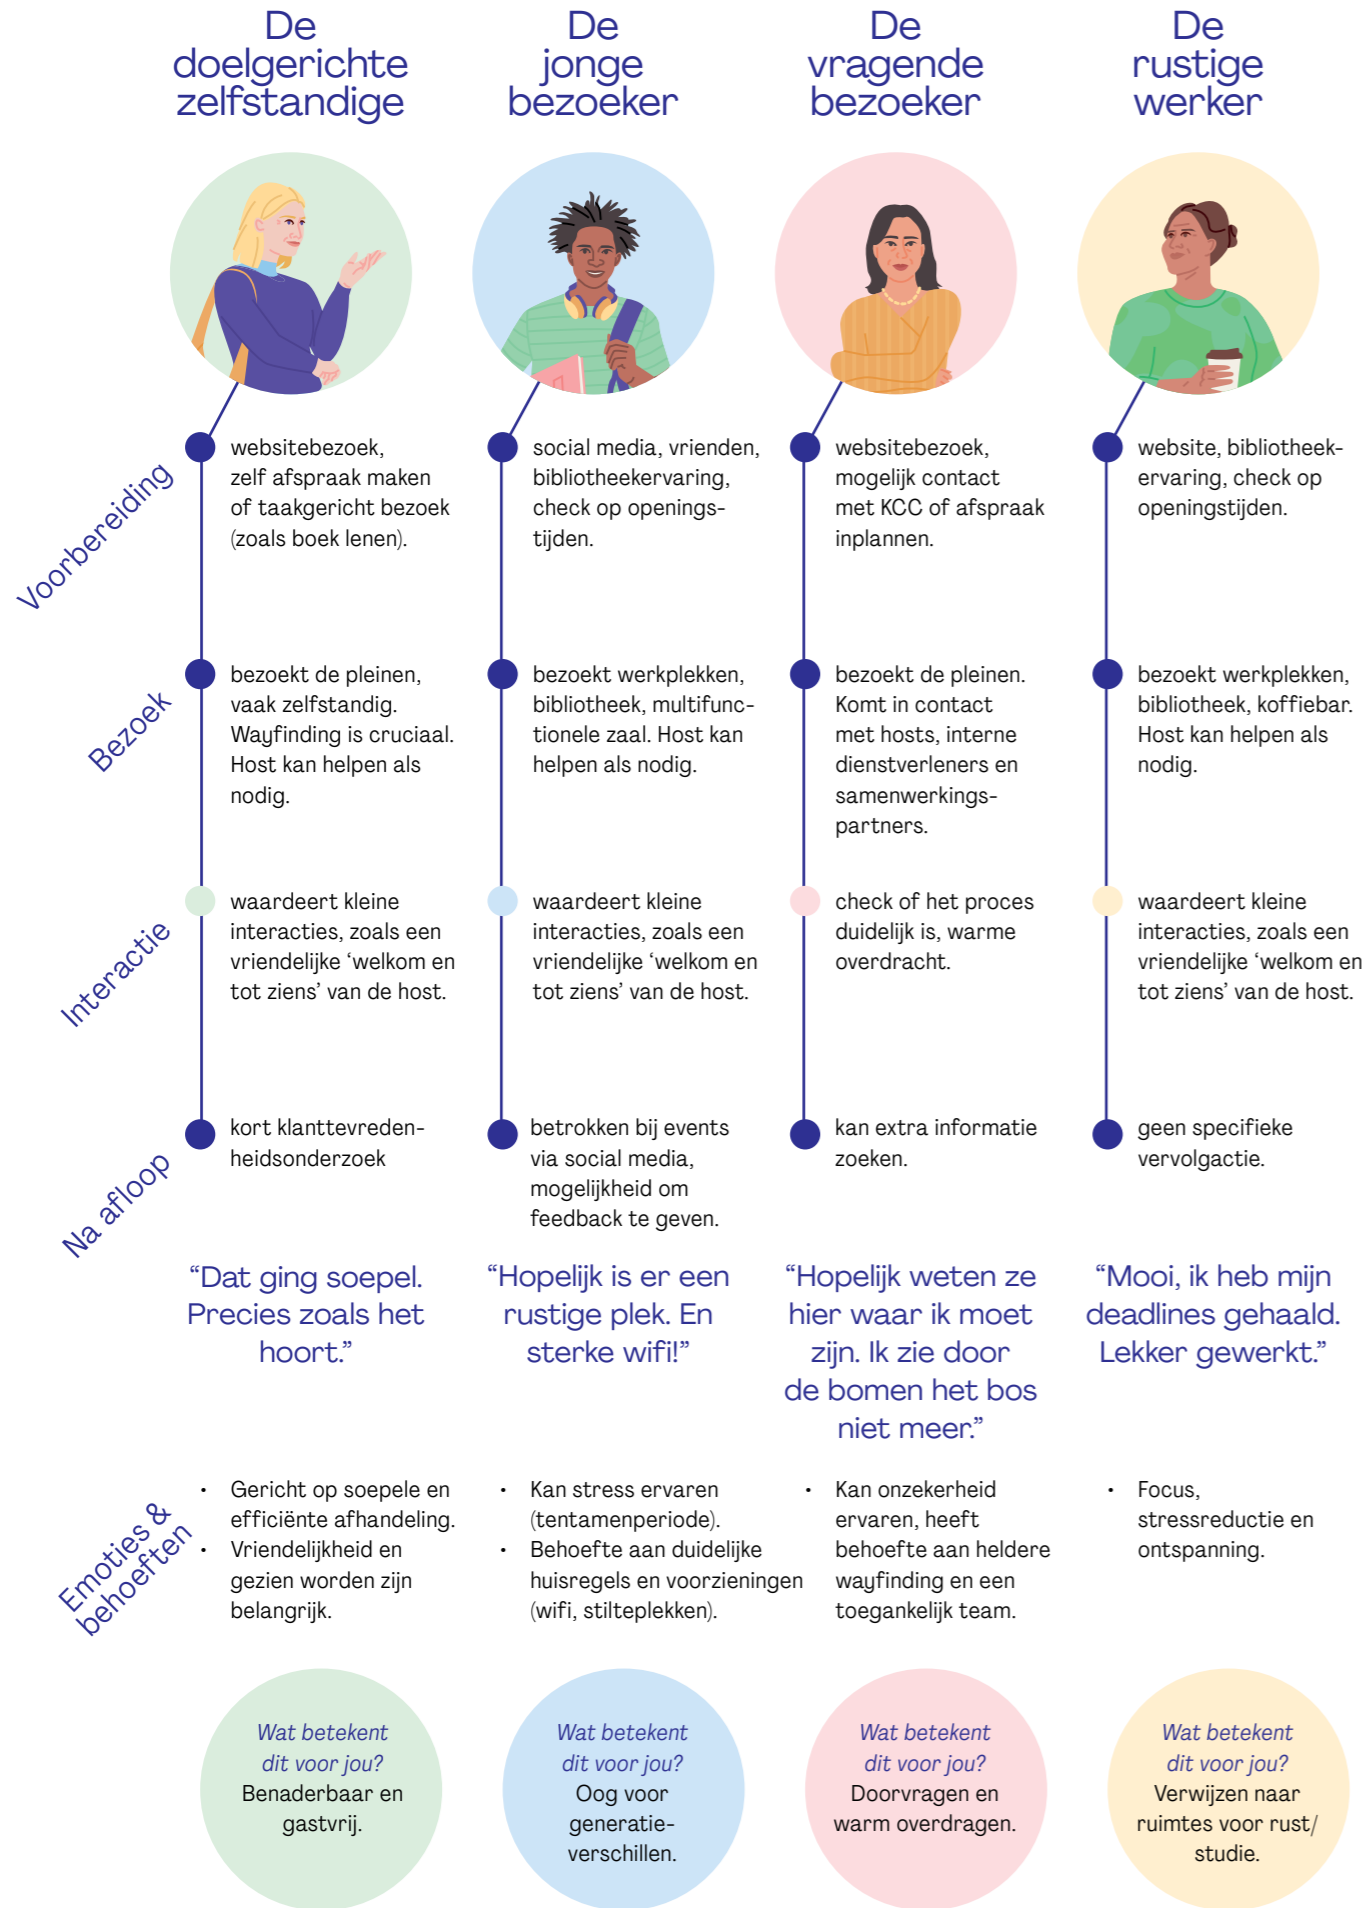 De
doelgerichte
zelfstandige
De
jonge
bezoeker
De
vragende
bezoeker
De
rustige
werker
Voorbereiding
websitebezoek,
zelf afspraak maken
of taakgericht bezoek
(zoals boek lenen).
social media, vrienden,
bibliotheekervaring,
check op openings-
tijden.
websitebezoek,
mogelijk contact
met KCC of afspraak
inplannen.
website, bibliotheek-
ervaring, check op
openingstijden.
Bezoek
bezoekt de pleinen,
vaak zelfstandig.
Wayfinding is cruciaal.
Host kan helpen als
nodig.
bezoekt werkplekken,
bibliotheek, multifunc-
tionele zaal. Host kan
helpen als nodig.
bezoekt de pleinen.
Komt in contact
met hosts, interne
dienstverleners en
samenwerkings-
partners.
bezoekt werkplekken,
bibliotheek, koffiebar.
Host kan helpen als
nodig.
Interactie
waardeert kleine
interacties, zoals een
vriendelijke ‘welkom en
tot ziens’ van de host.
waardeert kleine
interacties, zoals een
vriendelijke ‘welkom en
tot ziens’ van de host.
check of het proces
duidelijk is, warme
overdracht.
waardeert kleine
interacties, zoals een
vriendelijke ‘welkom en
tot ziens’ van de host.
Na afloop
kort klanttevreden-
heidsonderzoek
betrokken bij events
via social media,
mogelijkheid om
feedback te geven.
kan extra informatie
zoeken.
geen specifieke
vervolgactie.
“Dat ging soepel.
Precies zoals het
hoort.”
“Hopelijk is er een
rustige plek. En
sterke wifi!”
“Hopelijk weten ze
hier waar ik moet
zijn. Ik zie door
de bomen het bos
niet meer.”
“Mooi, ik heb mijn
deadlines gehaald.
Lekker gewerkt.”
Emoties &
behoeften
• Gericht op soepele en
efficiënte afhandeling.
• Vriendelijkheid en
gezien worden zijn
belangrijk.
• Kan stress ervaren
(tentamenperiode).
• Behoefte aan duidelijke
huisregels en voorzieningen
(wifi, stilteplekken).
• Kan onzekerheid
ervaren, heeft
behoefte aan heldere
wayfinding en een
toegankelijk team.
• Focus,
stressreductie en
ontspanning.
Wat betekent
dit voor jou?
Benaderbaar en
gastvrij.
Wat betekent
dit voor jou?
Oog voor
generatie-
verschillen.
Wat betekent
dit voor jou?
Doorvragen en
warm overdragen.
Wat betekent
dit voor jou?
Verwijzen naar
ruimtes voor rust/
studie.